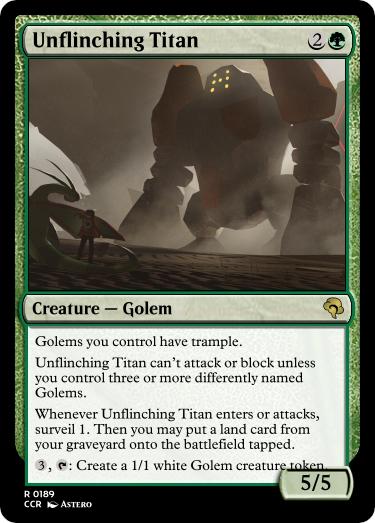 Unflinching Titan 2
Creature — Golem
Golems you control have trample.
Unflinching Titan can't attack or block unless
you control three or more differently named
Golems.
Whenever Unflinching Titan enters or attacks,
surveil 1. Then you may put a land card from
your graveyard onto the battlefield tapped.
3, : Create a 1/1 white Golem creature token.
5/5
R 0189
CCR Astero